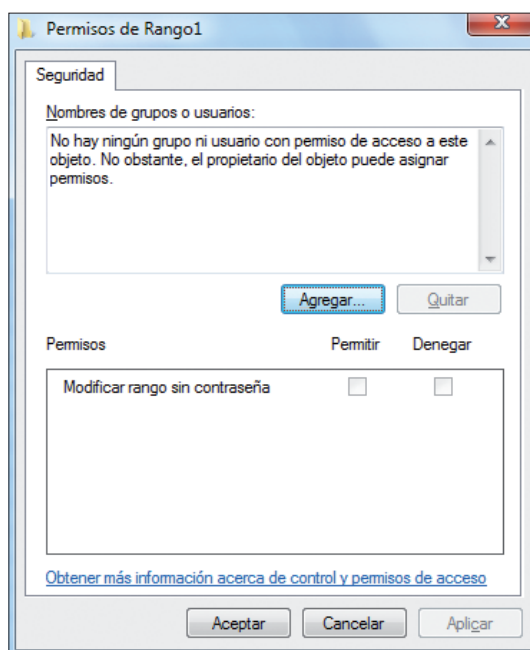 Permisos de Rango1
Seguridad
Nombres de grupos o usuarios:
No hay ningún grupo ni usuario con permiso de acceso a este
objeto. No obstante, el propietario del objeto puede asignar
permisos.
Agregar... Quitar
Permisos Permitir Denegar
Modificar rango sin contraseña
Obtener más información acerca de control y permisos de acceso
Aceptar Cancelar Aplicar